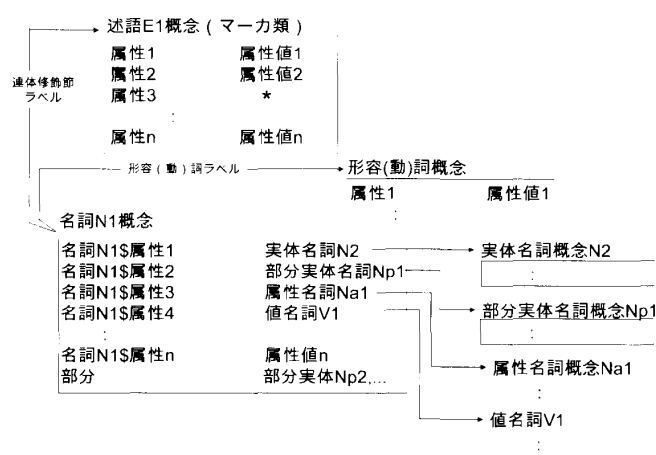 述語E1概念（マーカ類）
属性1 属性値1
属性2 属性値2
属性3 *
:
属性n 属性値n
連体修飾節
ラベル
形容（動）詞ラベル
形容(動)詞概念
属性1 属性値1
:
名詞N1概念
名詞N1$属性1 実体名詞N2
名詞N1$属性2 部分実体名詞Np1
名詞N1$属性3 属性名詞Na1
名詞N1$属性4 値名詞V1
:
名詞N1$属性n 属性値n
部分 部分実体Np2,...
実体名詞概念N2
:
部分実体名詞概念Np1
:
属性名詞概念Na1
:
値名詞V1
: